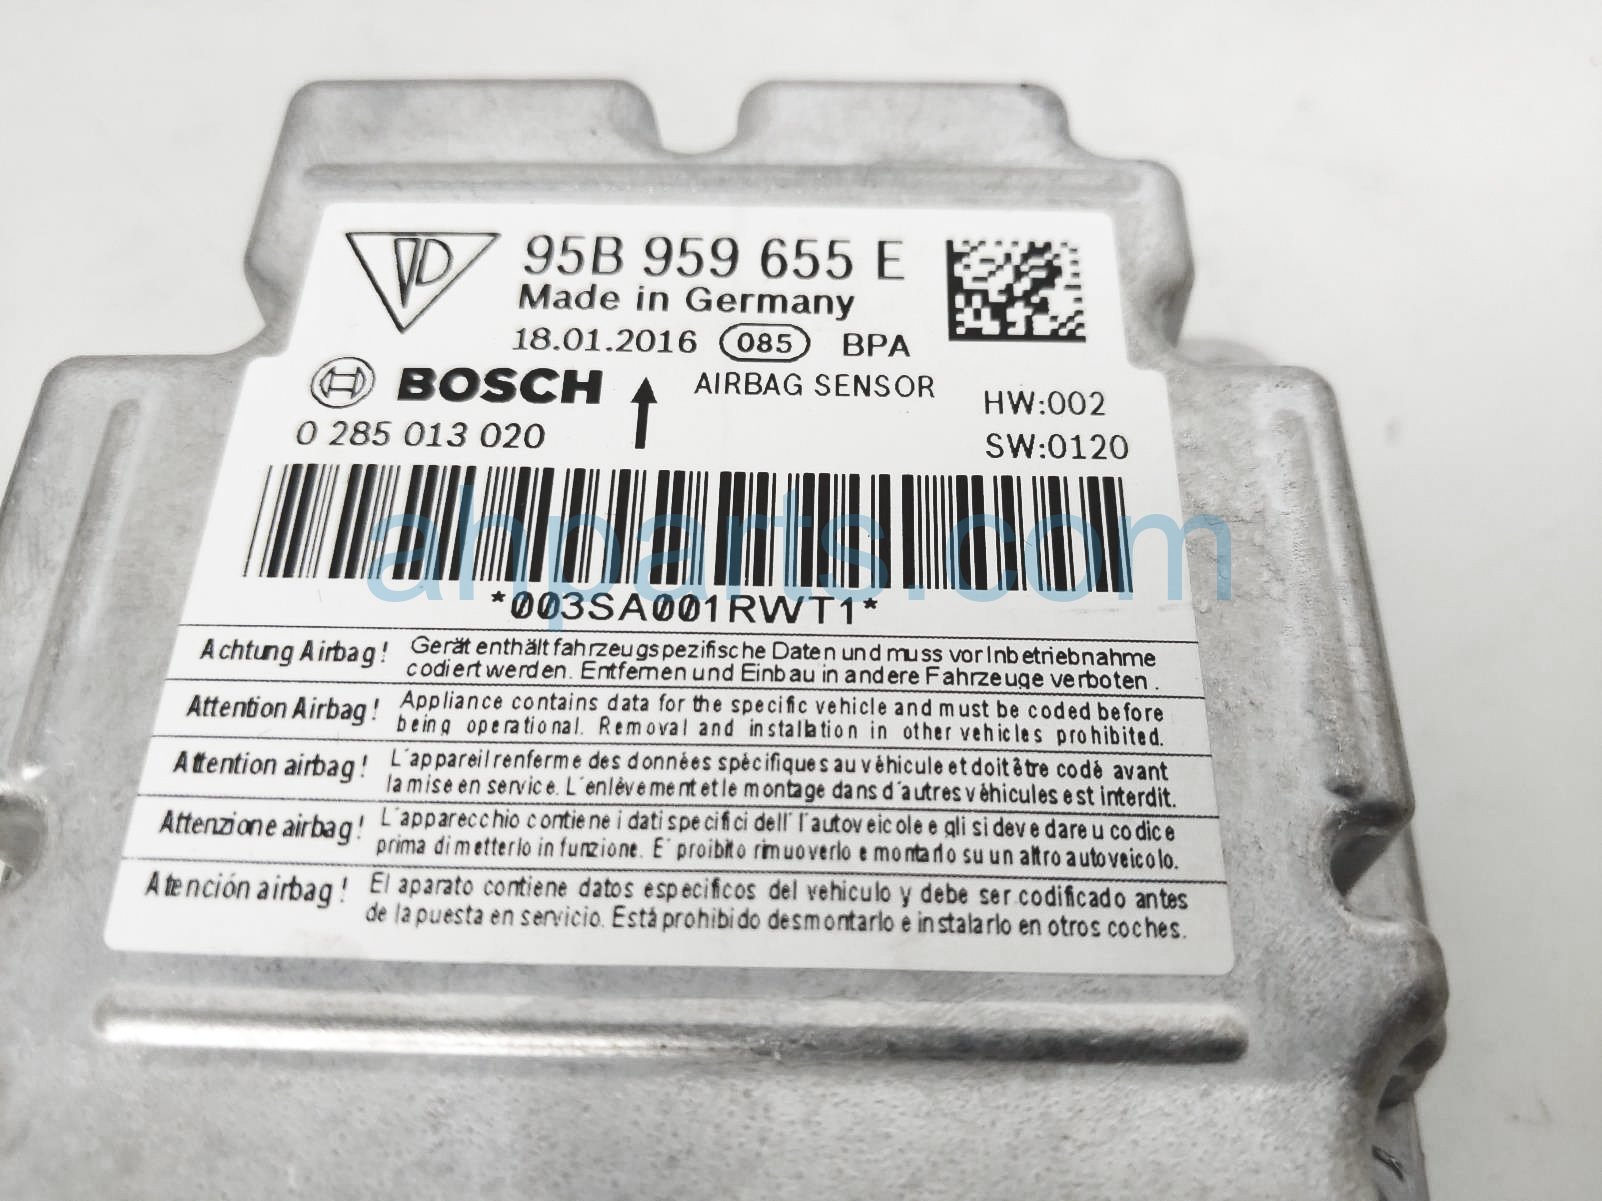 PD
95B 959 655 E
Made in Germany
18.01.2016 085 BPA
BOSCH
AIRBAG SENSOR
HW:002
0 285 013 020
SW:0120
ahparts.com
*003SA001RWT1*
Achtung Airbag! Gerät enthält fahrzeugspezifische Daten und muss vor Inbetriebnahme
codiert werden. Entfernen und Einbau in andere Fahrzeuge verboten.
Attention Airbag! Appliance contains data for the specific vehicle and must be coded before
being operational. Removal and installation in other vehicles prohibited.
Attention airbag! L'appareil renferme des données spècifiques au vèhicule et doit être codè avant
la mise en service. L'enlèvement et le montage dans d'autres vèhicules est interdit.
Attenzione airbag! L'apparecchio contiene i dati specifici dell' l'autoveicole e gli si deve dare u codice
prima di metterlo in funzione. E' proibito rimuoverlo e montarlo su un altro autoveicolo.
Atención airbag! El aparato contiene datos especificos del vehiculo y debe ser codificado antes
de la puesta en servicio. Está prohibido desmontarlo e instalarlo en otros coches.